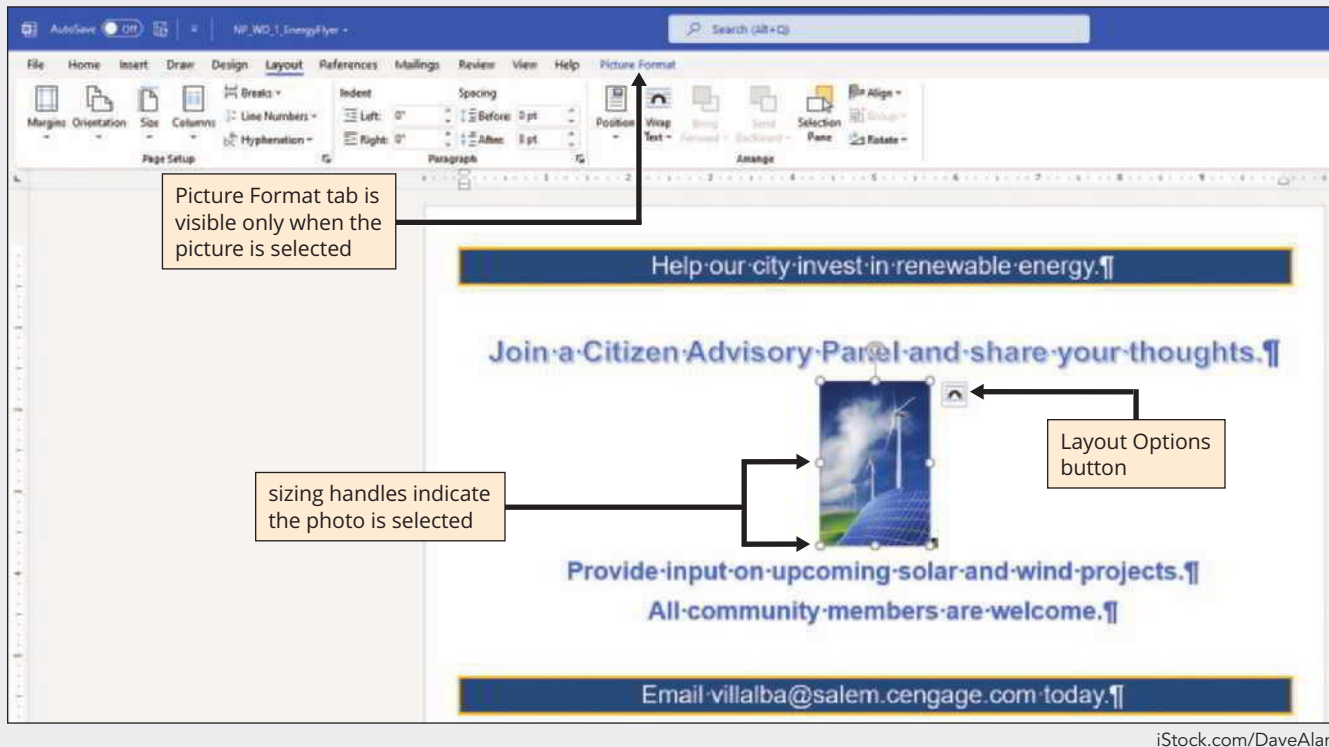 AutoSave Off NP_WD_1_EnergyFlyer Search (Alt+Q)
File Home Insert Draw Design Layout References Mailings Review View Help Picture Format
Breaks Indent Spacing
Margins Orientation Size Columns Line Numbers Left: 0" Before: 0 pt Position Wrap Text Bring Forward Send Backward Selection Pane Align
Hyphenation Right: 0" After: 8 pt Group
Rotate
Page Setup Paragraph Arrange
Picture Format tab is
visible only when the
picture is selected
Help·our·city·invest·in·renewable·energy.¶
Join·a·Citizen·Advisory·Panel·and·share·your·thoughts.¶
Layout Options
button
sizing handles indicate
the photo is selected
Provide·input·on·upcoming·solar·and·wind·projects.¶
All·community·members·are·welcome.¶
Email·villalba@salem.cengage.com·today.¶
iStock.com/DaveAlan